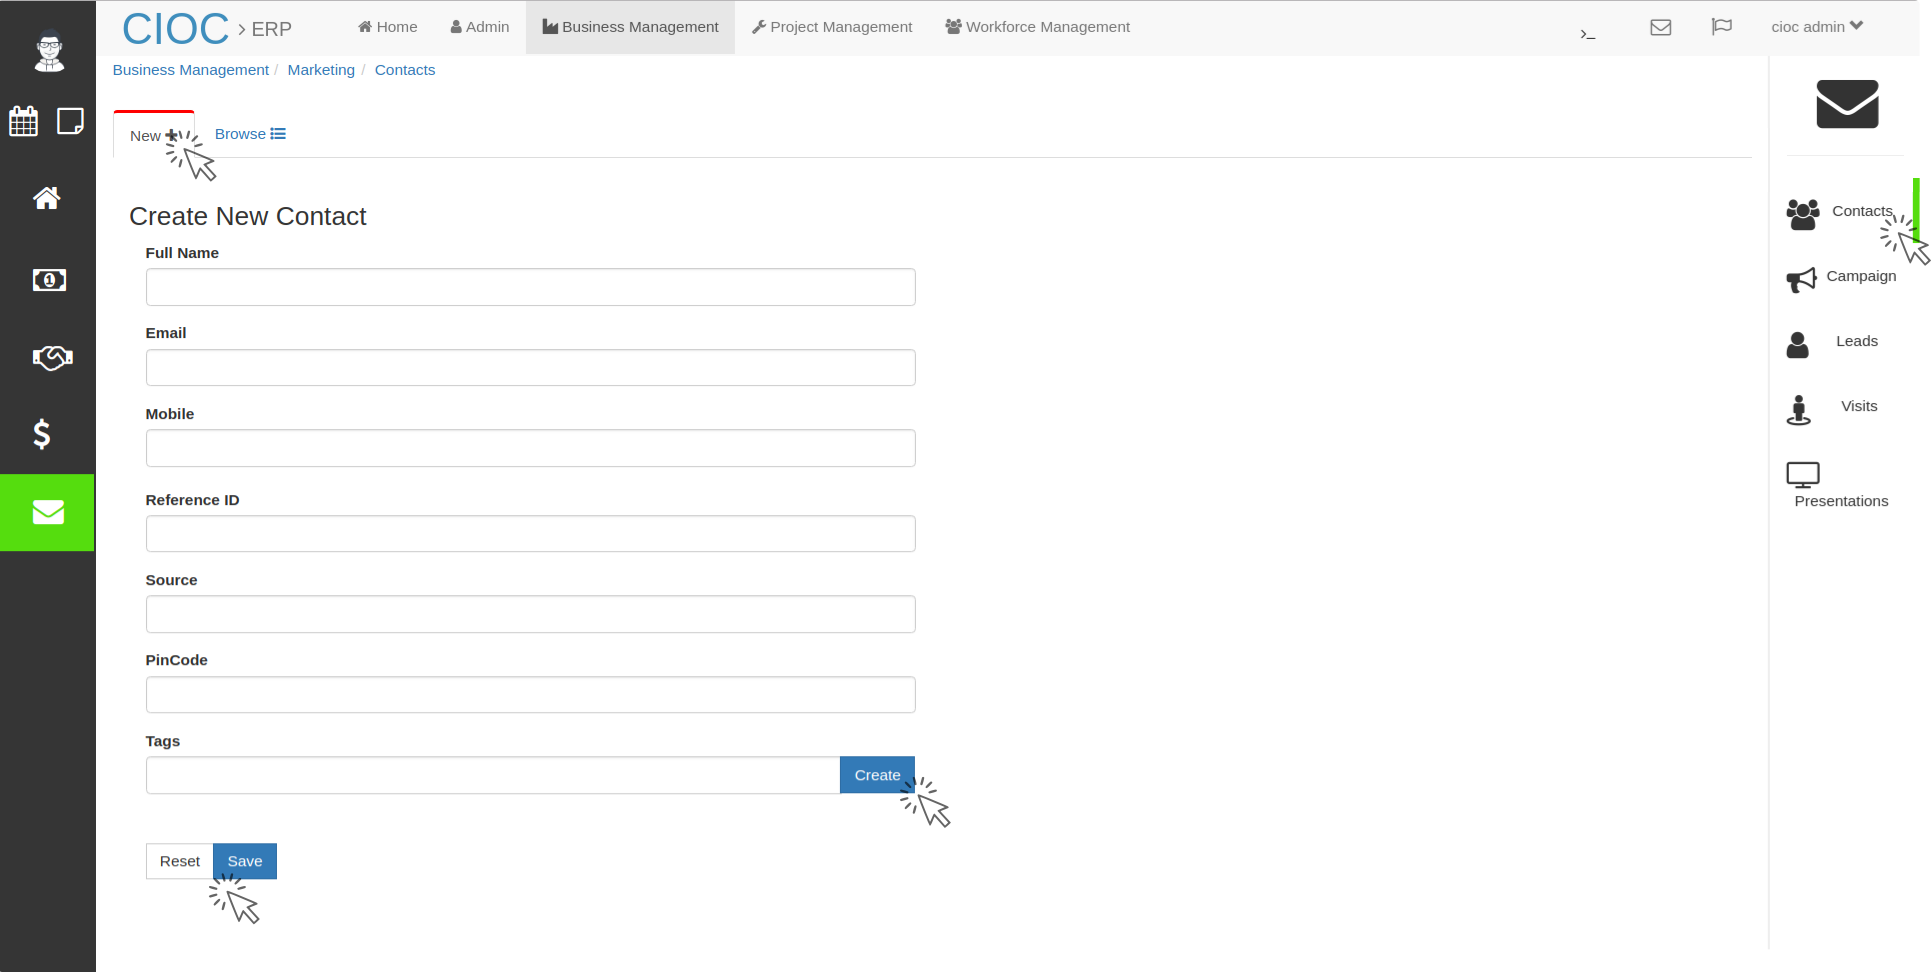 CIOC > ERP Home Admin Business Management Project Management Workforce Management >_ cioc admin
Business Management / Marketing / Contacts
New Browse
Create New Contact
Full Name
Email
Mobile
Reference ID
Source
PinCode
Tags
Create
Reset Save
Contacts
Campaign
Leads
Visits
Presentations